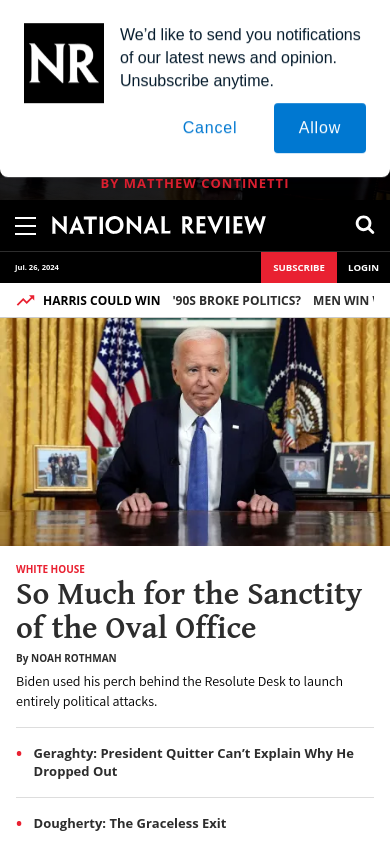 NR
We’d like to send you notifications
of our latest news and opinion.
Unsubscribe anytime.
Cancel
Allow
BY MATTHEW CONTINETTI
NATIONAL REVIEW
Jul. 26, 2024
SUBSCRIBE
LOGIN
HARRIS COULD WIN
'90S BROKE POLITICS?
MEN WIN
WHITE HOUSE
So Much for the Sanctity
of the Oval Office
By NOAH ROTHMAN
Biden used his perch behind the Resolute Desk to launch
entirely political attacks.
• Geraghty: President Quitter Can’t Explain Why He
Dropped Out
• Dougherty: The Graceless Exit